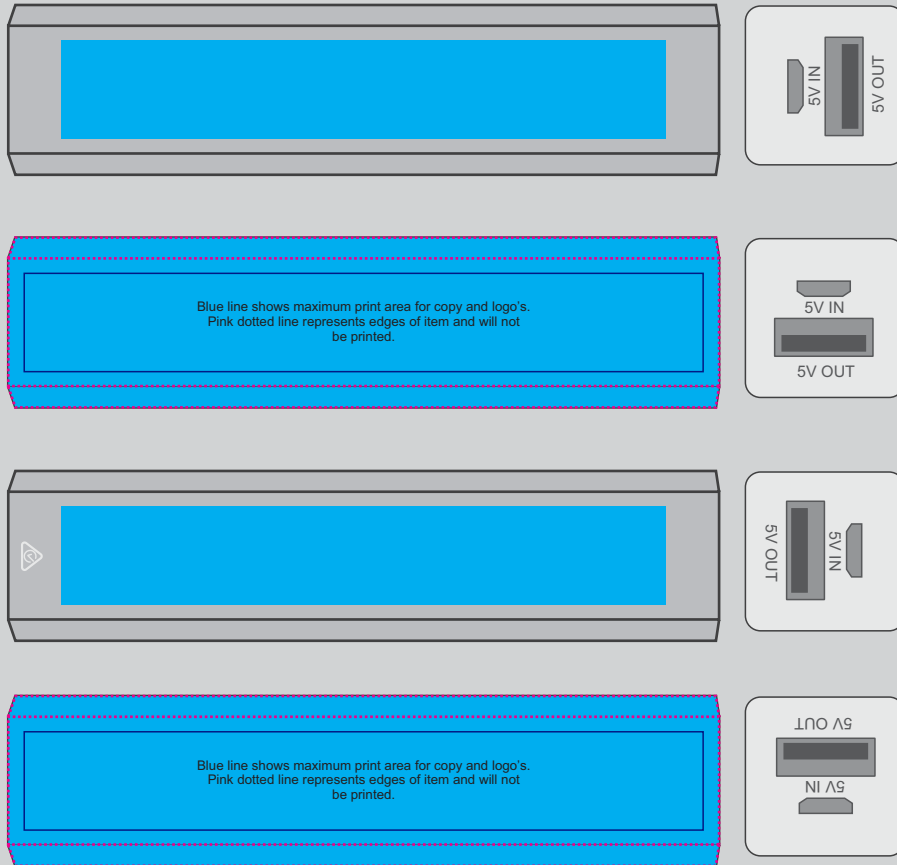 5V IN
5V OUT
Blue line shows maximum print area for copy and logo's.
Pink dotted line represents edges of item and will not
be printed.
5V IN
5V OUT
5V OUT
5V IN
Blue line shows maximum print area for copy and logo's.
Pink dotted line represents edges of item and will not
be printed.
5V OUT
5V IN